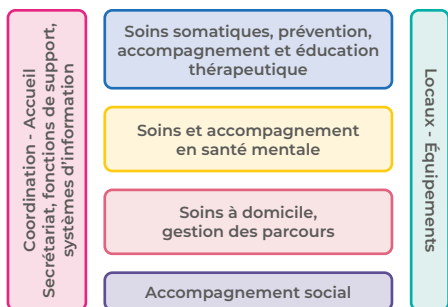 Coordination - Accueil
Secrétariat, fonctions de support,
systèmes d'information
Soins somatiques, prévention,
accompagnement et éducation
thérapeutique
Soins et accompagnement
en santé mentale
Soins à domicile,
gestion des parcours
Accompagnement social
Locaux - Équipements